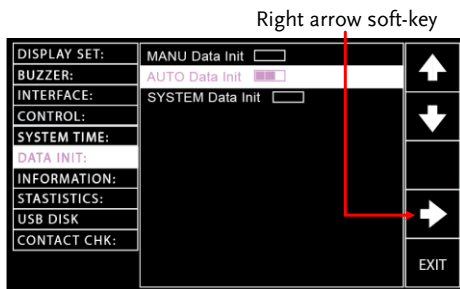 Right arrow soft-key
DISPLAY SET:
BUZZER:
INTERFACE:
CONTROL:
SYSTEM TIME:
DATA INIT:
INFORMATION:
STASTISTICS:
USB DISK
CONTACT CHK:
MANU Data Init
AUTO Data Init
SYSTEM Data Init
EXIT